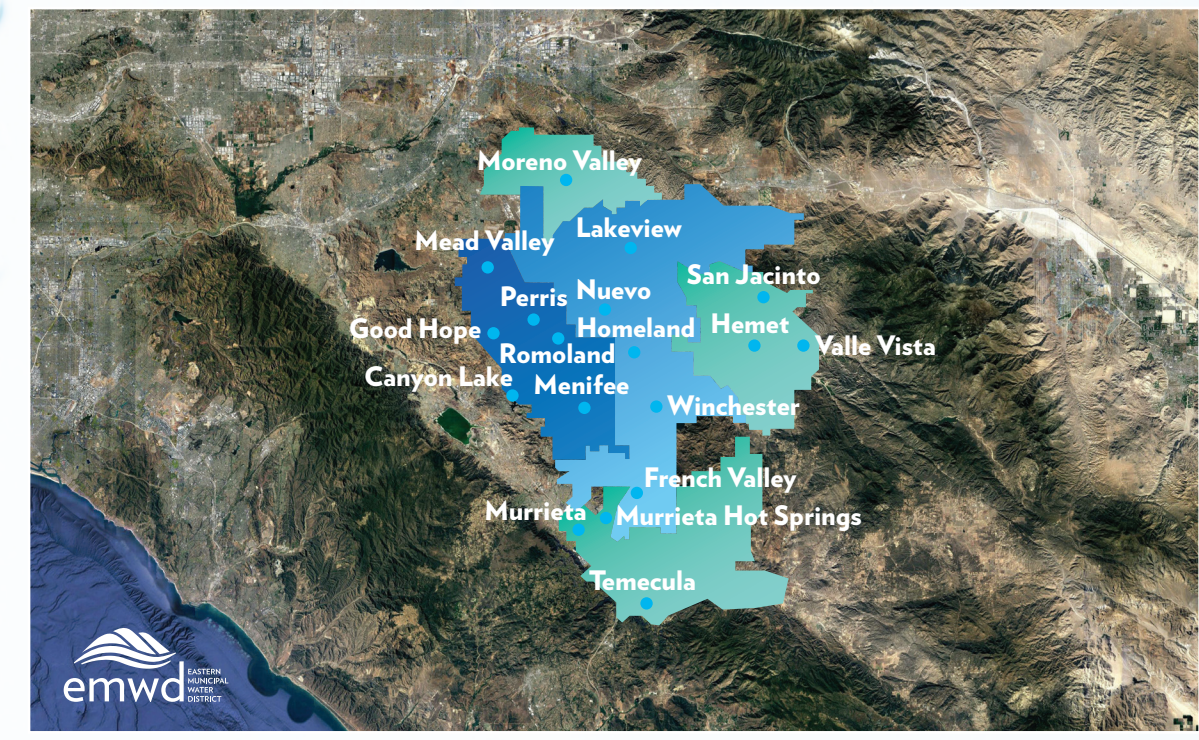 Moreno Valley
Lakeview
Mead Valley
San Jacinto
Perris
Nuevo
Good Hope
Homeland
Hemet
Valle Vista
Romoland
Canyon Lake
Menifee
Winchester
French Valley
Murrieta
Murrieta Hot Springs
Temecula
emwd
EASTERN
MUNICIPAL
WATER
DISTRICT